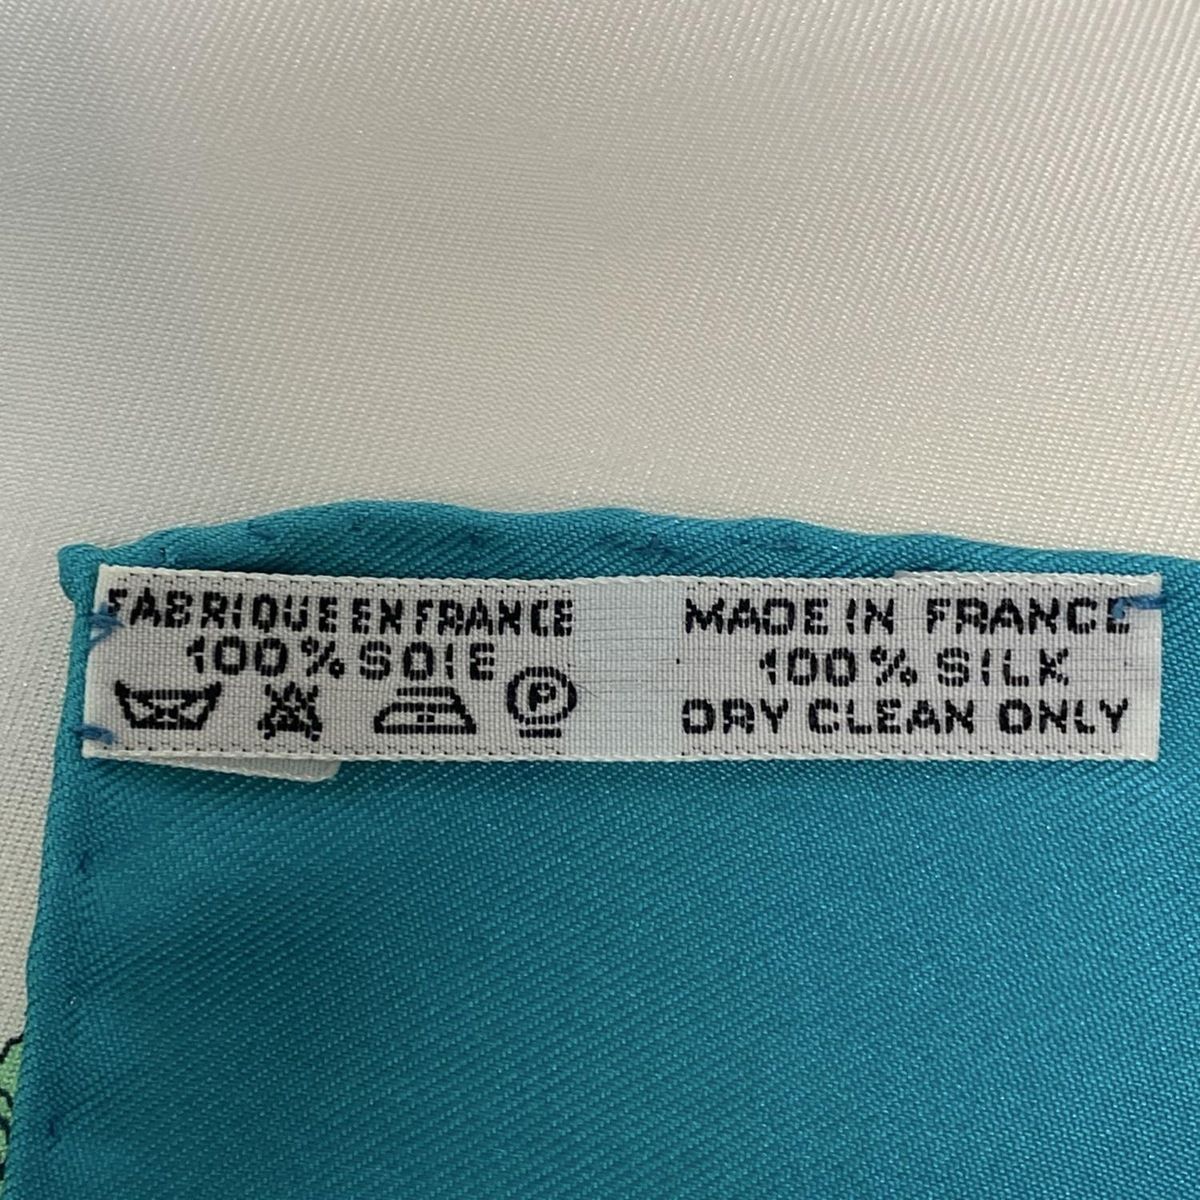 FABRIQUE EN FRANCE
100% SOIE
P
MADE IN FRANCE
100% SILK
DRY CLEAN ONLY